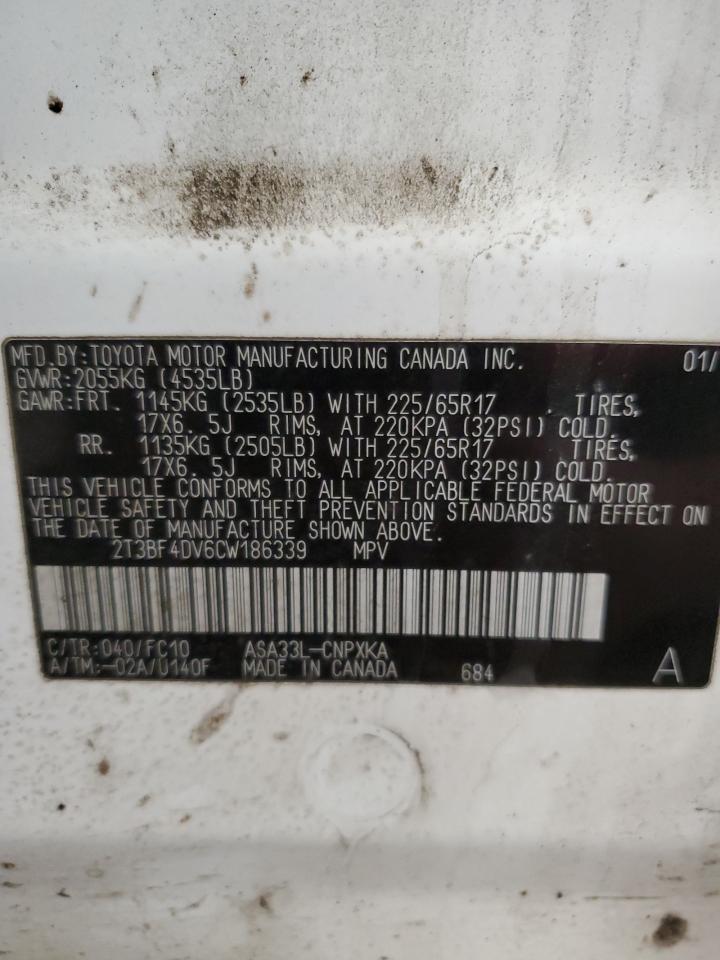 MFD.BY:TOYOTA MOTOR MANUFACTURING CANADA INC. 01/
GVWR:2055KG (4535LB)
GAWR:FRT. 1145KG (2535LB) WITH 225/65R17 . TIRES,
17X6. 5J RIMS, AT 220KPA (32PSI) COLD.
RR. 1135KG (2505LB) WITH 225/65R17 TIRES,
17X6. 5J RIMS, AT 220KPA (32PSI) COLD.
THIS VEHICLE CONFORMS TO ALL APPLICABLE FEDERAL MOTOR
VEHICLE SAFETY AND THEFT PREVENTION STANDARDS IN EFFECT ON
THE DATE OF MANUFACTURE SHOWN ABOVE.
2T3BF4DV6CW186339 MPV
C/TR:040/FC10 ASA33L-CNPXKA
A/TM:-02A/U140F MADE IN CANADA 684 A